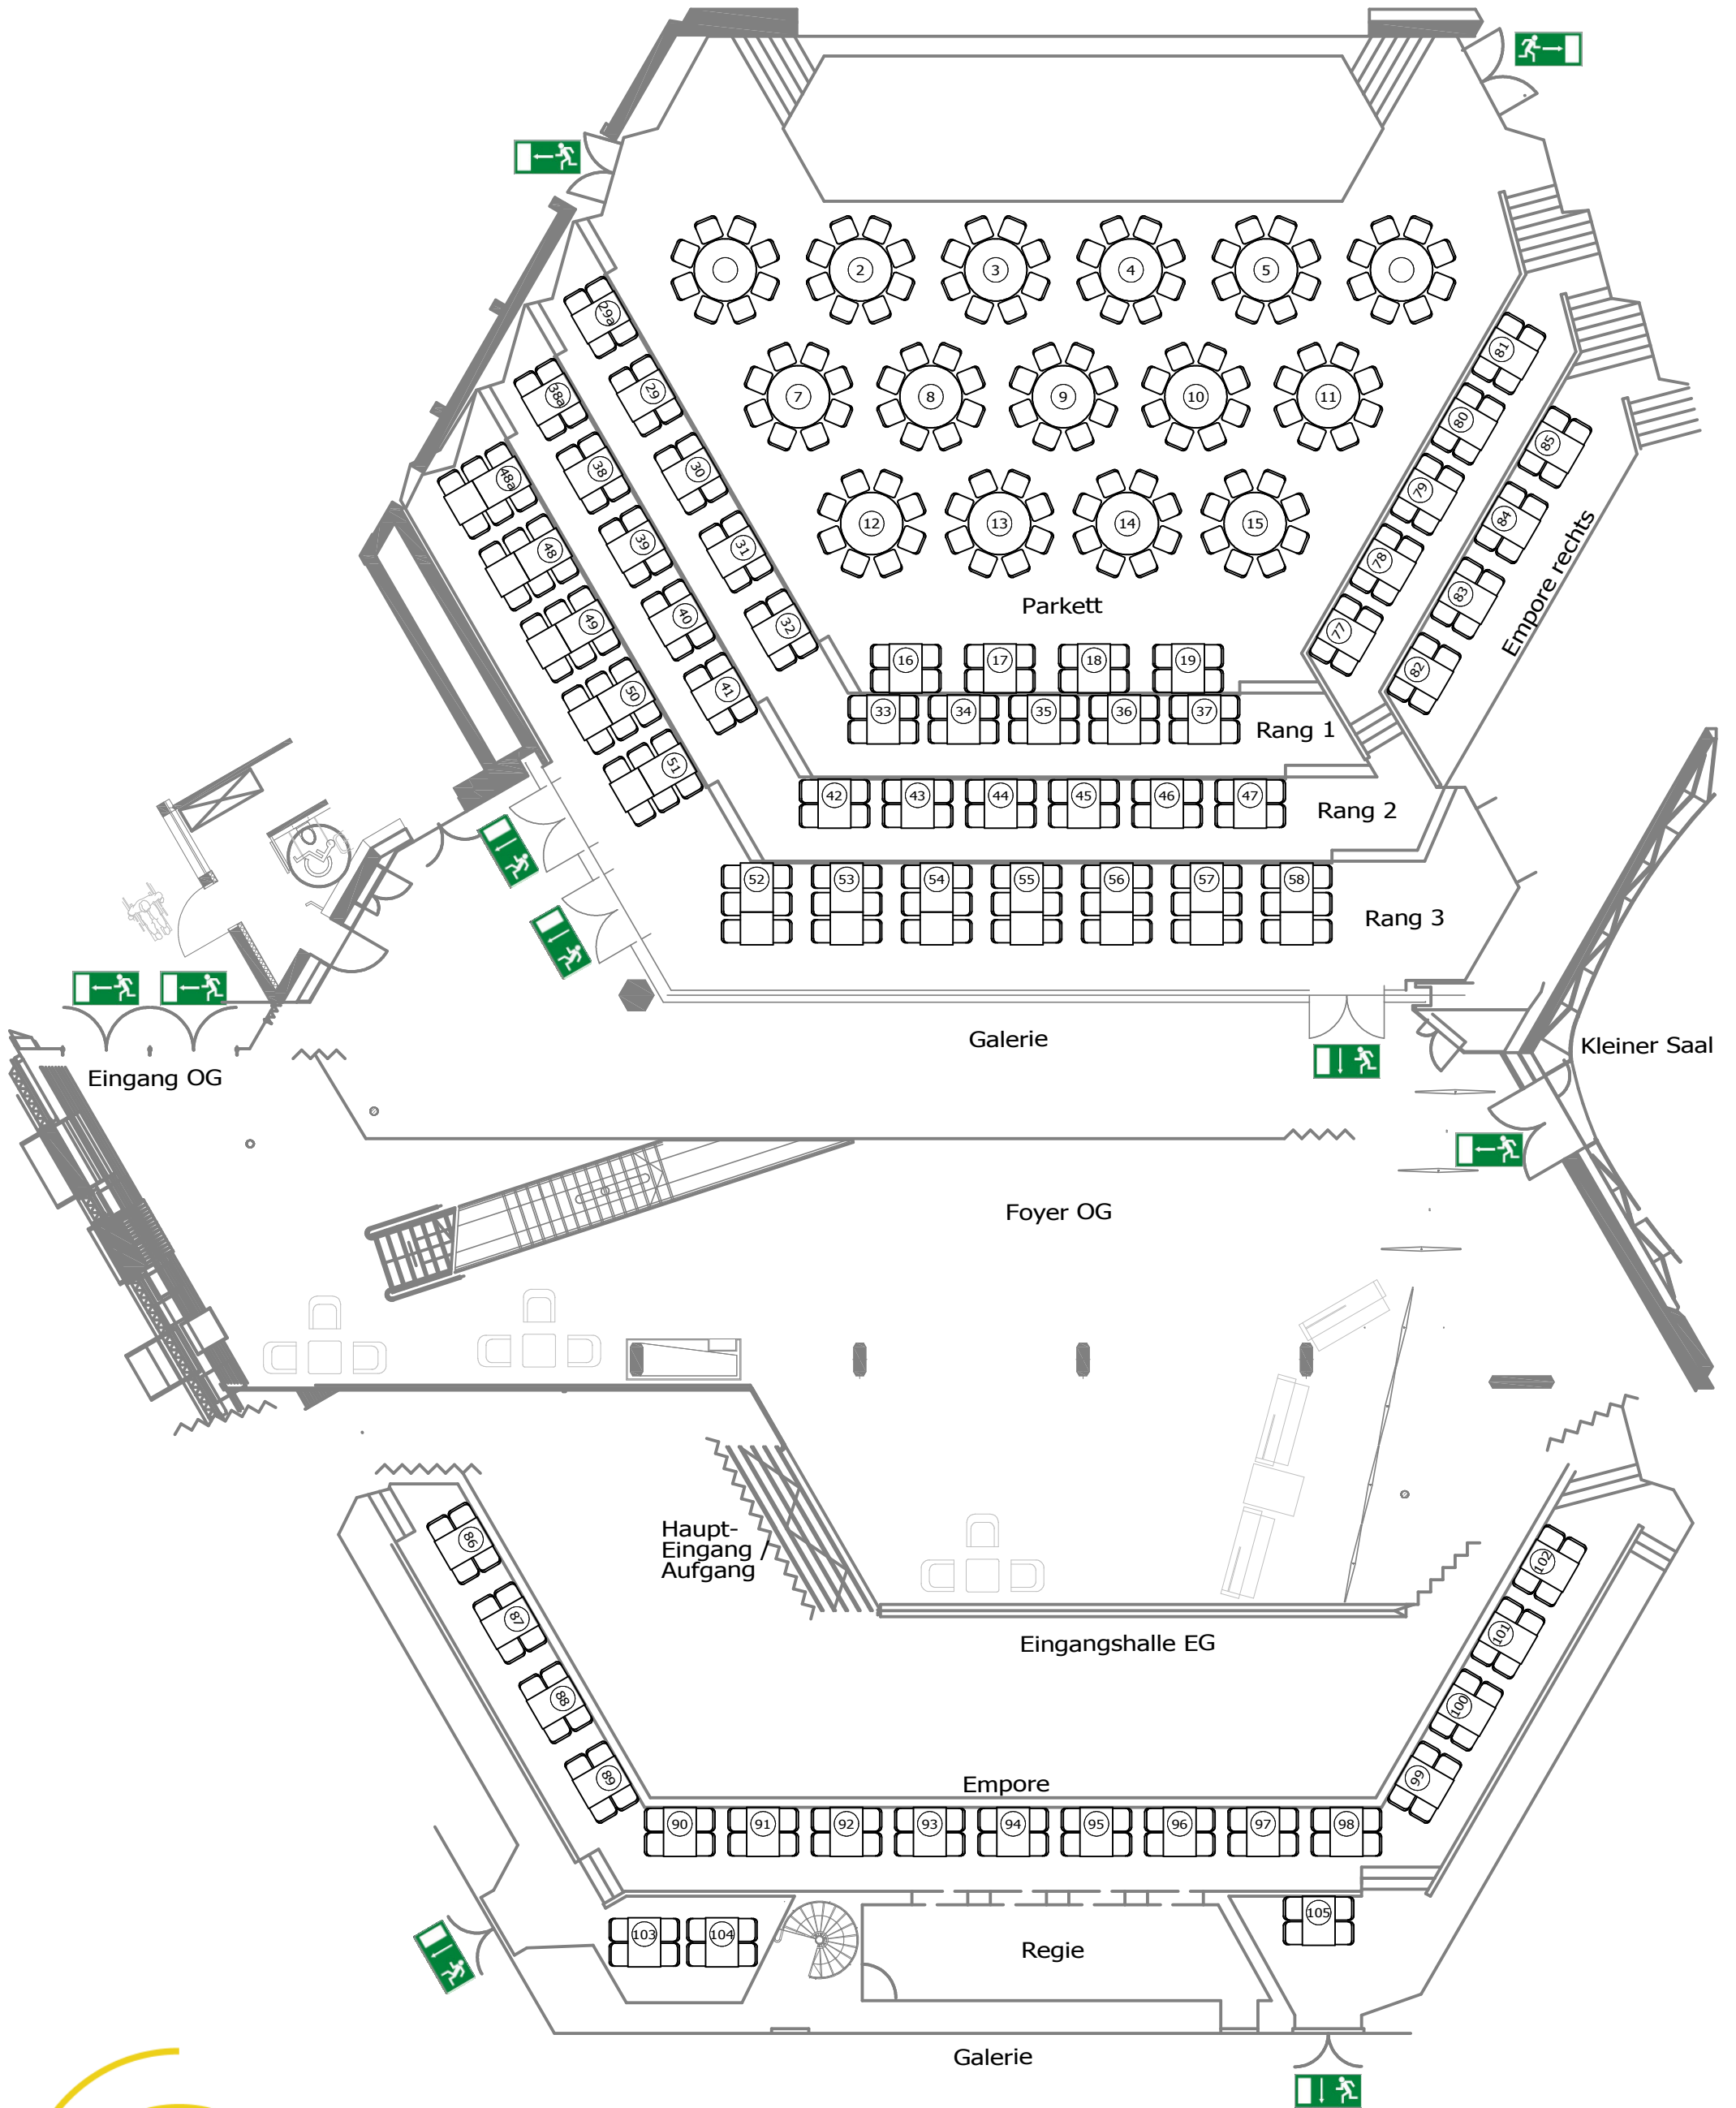 2 3 4 5
29a
81
38a 29 7 8 9 10 11
80
85
48a 38 30
79
84
48 39 31 12 13 14 15
78
83
Empore rechts
49 40 32
Parkett
77
82
50 41
16 17 18 19
33 34 35 36 37
Rang 1
51
42 43 44 45 46 47
Rang 2
52 53 54 55 56 57 58
Rang 3
Galerie
Kleiner Saal
Eingang OG
Foyer OG
Haupt-
Eingang /
Aufgang
86
102
87
101
Eingangshalle EG
88
100
89
99
Empore
90 91 92 93 94 95 96 97 98
103 104
105
Regie
Galerie